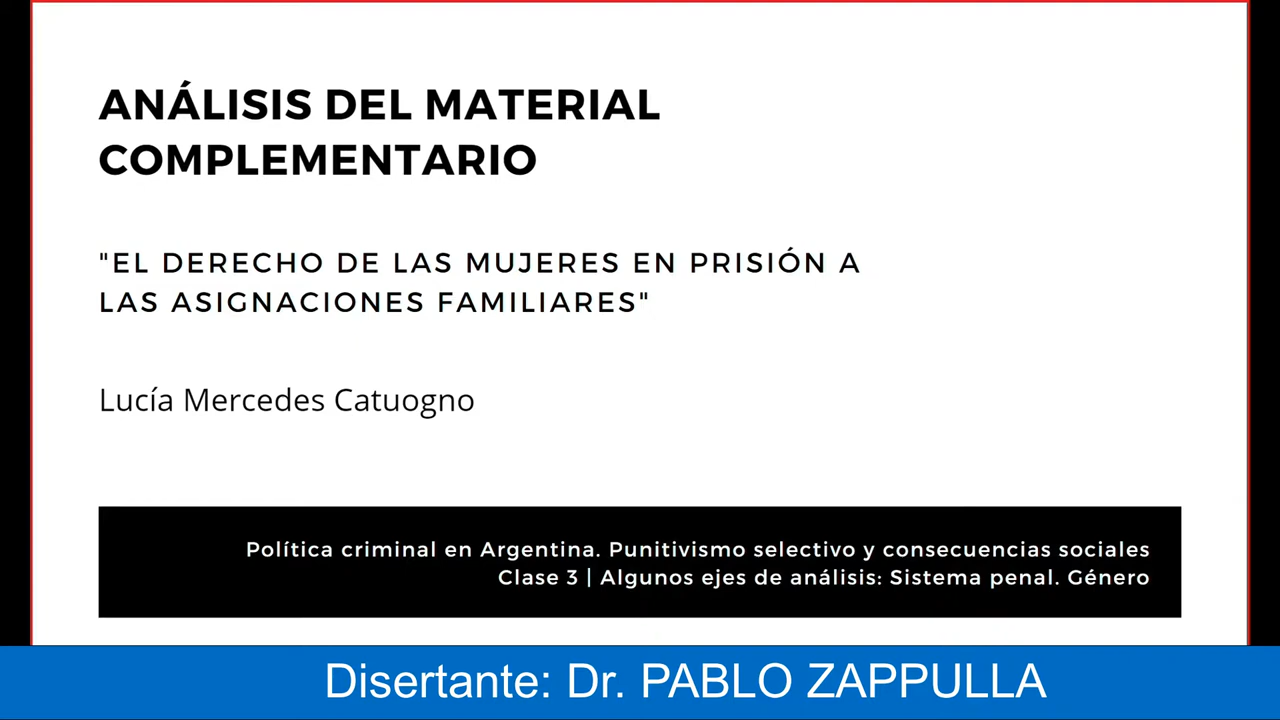 ANÁLISIS DEL MATERIAL
COMPLEMENTARIO
"EL DERECHO DE LAS MUJERES EN PRISIÓN A
LAS ASIGNACIONES FAMILIARES"
Lucía Mercedes Catuogno
Política criminal en Argentina. Punitivismo selectivo y consecuencias sociales
Clase 3 | Algunos ejes de análisis: Sistema penal. Género
Disertante: Dr. PABLO ZAPPULLA